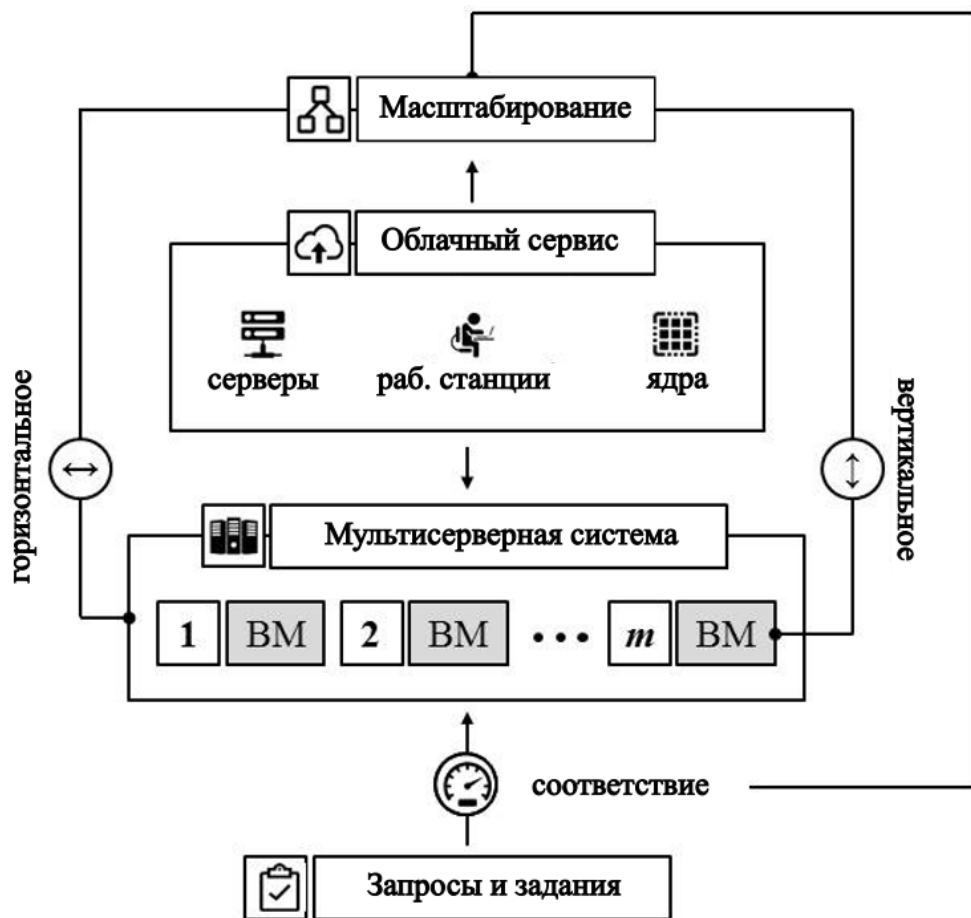 Масштабирование
Облачный сервис
серверы
раб. станции
ядра
горизонтальное
вертикальное
Мультисерверная система
1 ВМ 2 ВМ ••• m ВМ
соответствие
Запросы и задания